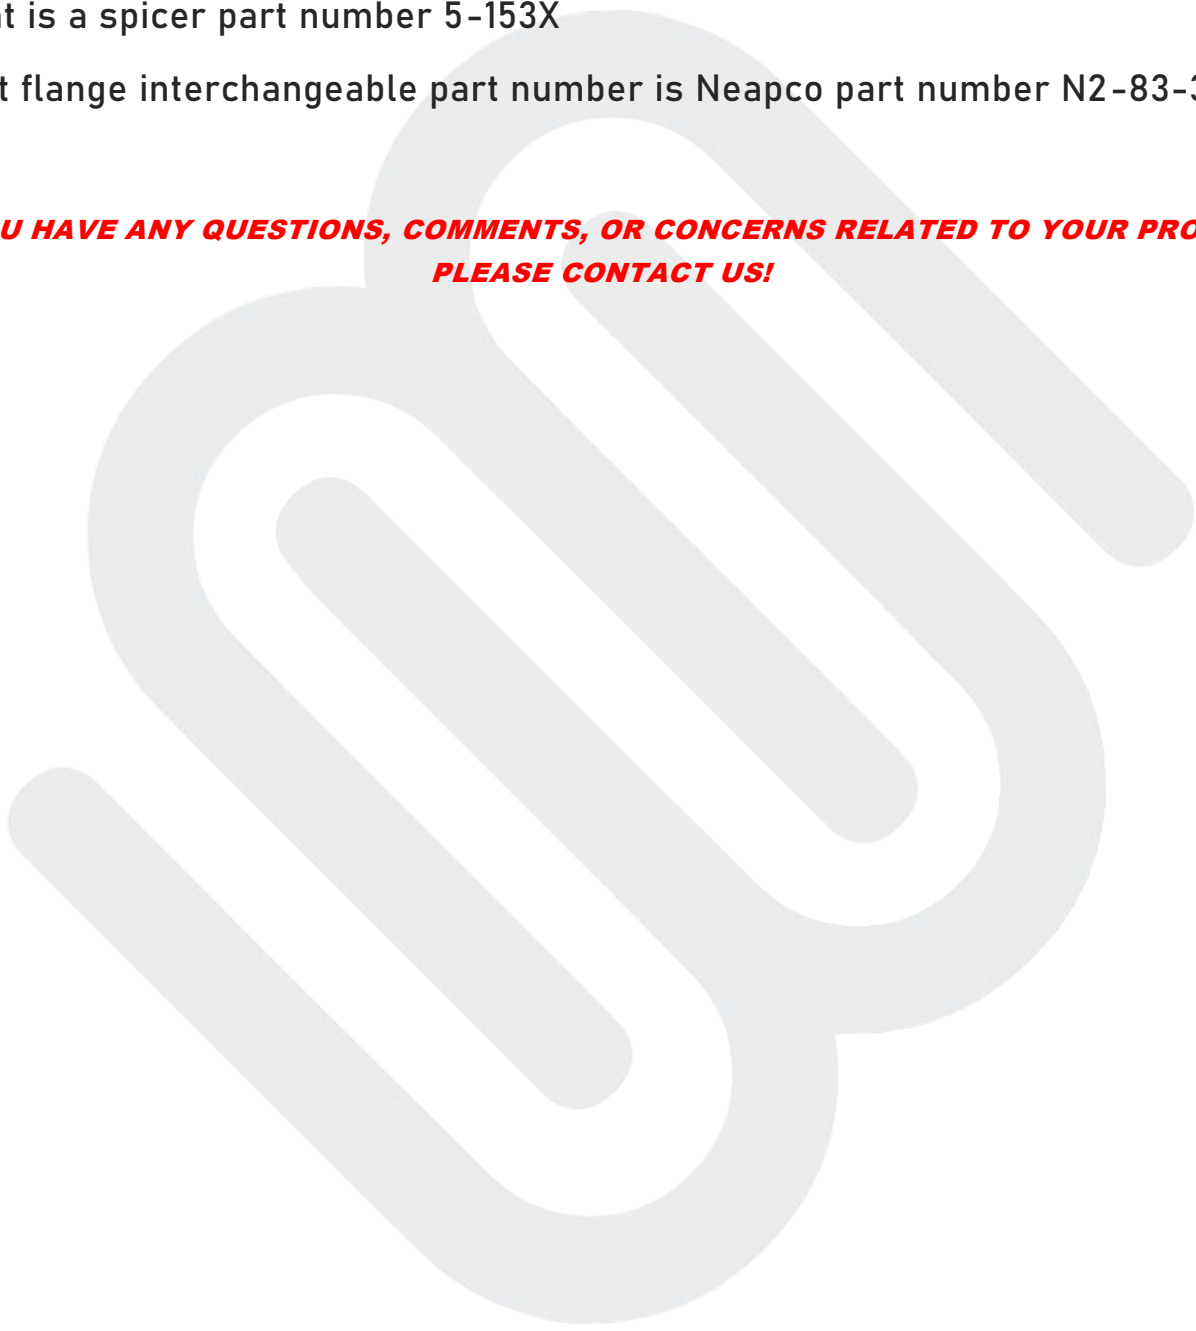 is a spicer part number 5-153X
flange interchangeable part number is Neapco part number N2-83-
HAVE ANY QUESTIONS, COMMENTS, OR CONCERNS RELATED TO YOUR
PLEASE CONTACT US!